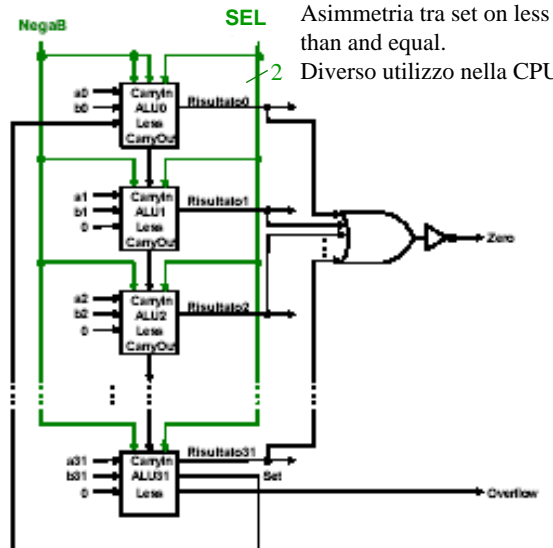 SEL
Asimmetria tra set on less
than and equal.
NegaB
2
Diverso utilizzo nella CPU
a0
b0
CarryIn
ALU0
Less
CarryOut
Risultato0
a1
b1
0
CarryIn
ALU1
Less
CarryOut
Risultato1
Zero
a2
b2
0
CarryIn
ALU2
Less
CarryOut
Risultato2
a31
b31
0
CarryIn
ALU31
Less
Risultato31
Set
Overflow